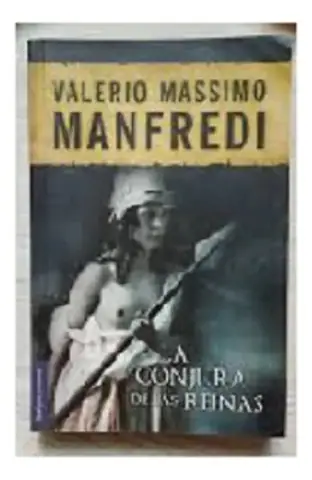 VALERIO MASSIMO
MANFREDI
LA
CONJURA
DE LAS REINAS